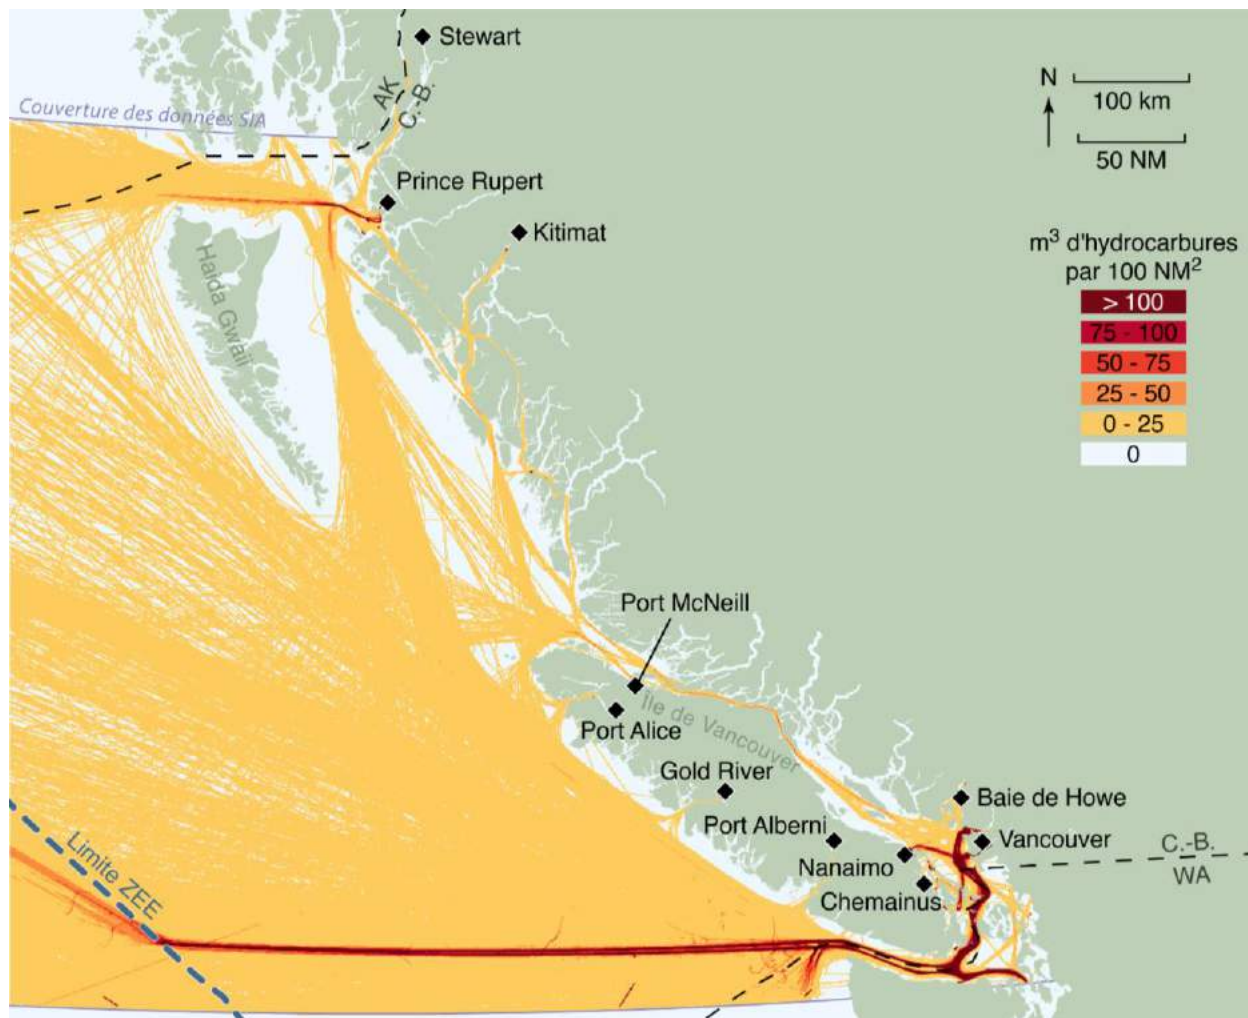 Stewart
N
100 km
50 NM
AK
C.-B.
Couverture des données SIA
Prince Rupert
Kitimat
Haida Gwaii
m³ d'hydrocarbures
par 100 NM²
> 100
75 - 100
50 - 75
25 - 50
0 - 25
0
Port McNeill
Île de Vancouver
Port Alice
Gold River
Baie de Howe
Port Alberni
Vancouver
Nanaimo
C.-B.
WA
Chemainus
Limite ZEE